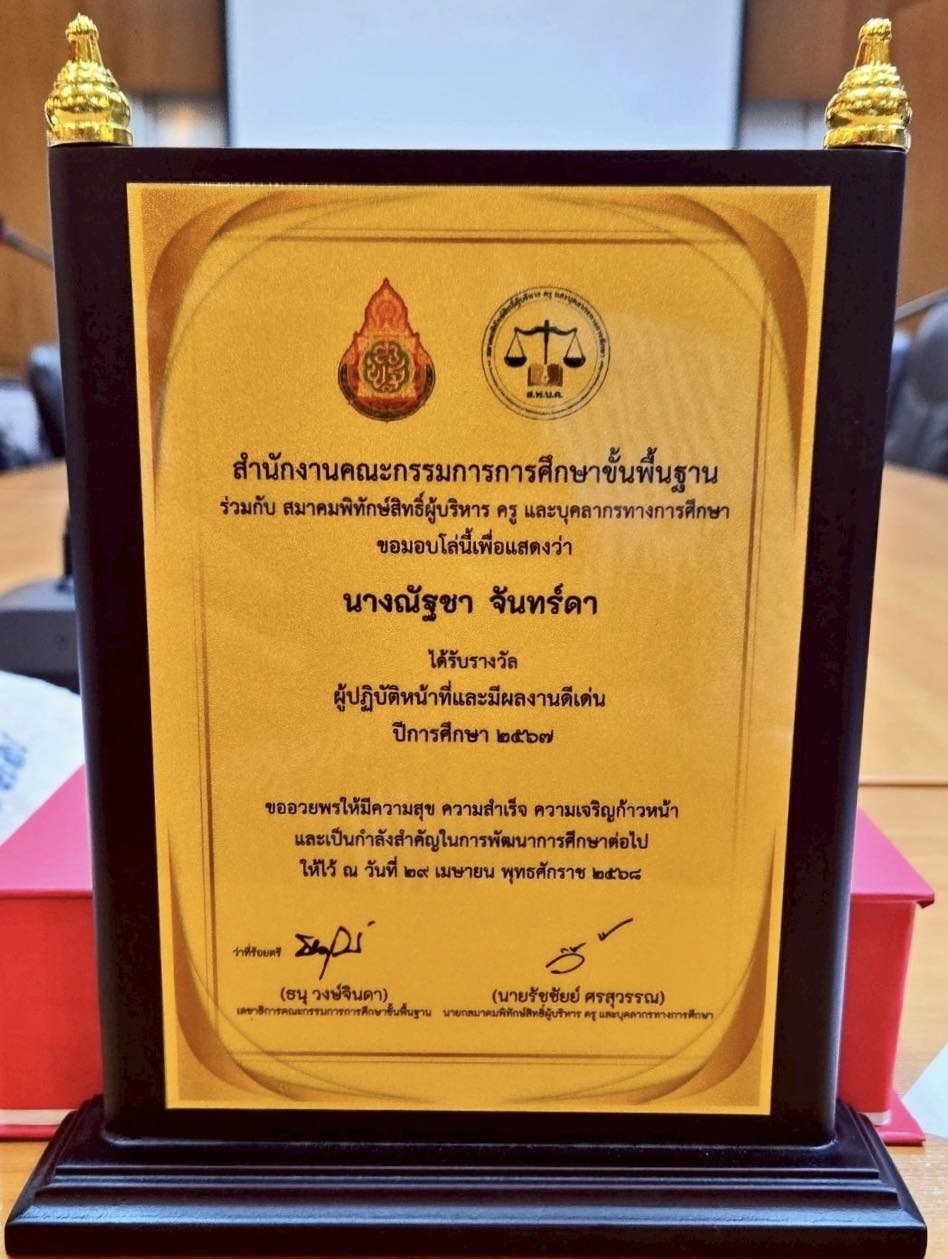 ส.พ.บ.ค.
สำนักงานคณะกรรมการการศึกษาขั้นพื้นฐาน
ร่วมกับ สมาคมพิทักษ์สิทธิ์ผู้บริหาร ครู และบุคลากรทางการศึกษา
ขอมอบโล่นี้เพื่อแสดงว่า
นางณัฐชา จันทร์ดา
ได้รับรางวัล
ผู้ปฏิบัติหน้าที่และมีผลงานดีเด่น
ปีการศึกษา ๒๕๖๗
ขออวยพรให้มีความสุข ความสำเร็จ ความเจริญก้าวหน้า
และเป็นกำลังสำคัญในการพัฒนาการศึกษาต่อไป
ให้ไว้ ณ วันที่ ๒๙ เมษายน พุทธศักราช ๒๕๖๘
ว่าที่ร้อยตรี
(ธนุ วงษ์จินดา) (นายรัชชัยย์ ศรสุวรรณ)
เลขาธิการคณะกรรมการการศึกษาขั้นพื้นฐาน นายกสมาคมพิทักษ์สิทธิ์ผู้บริหาร ครู และบุคลากรทางการศึกษา